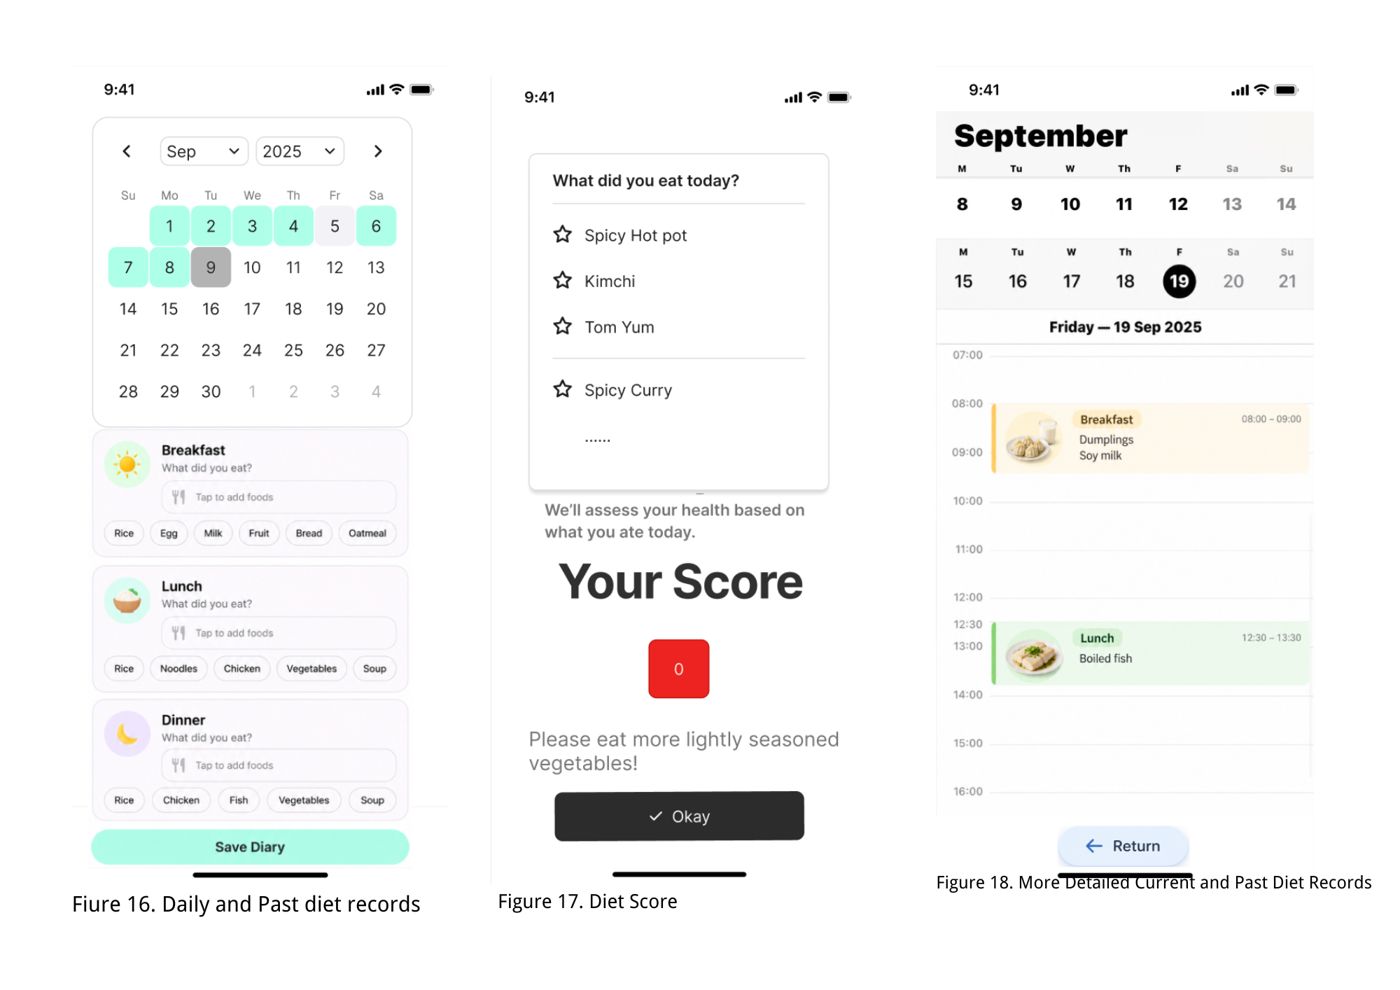 9:41
Sep 2025
Su Mo Tu We Th Fr Sa
1 2 3 4 5 6
7 8 9 10 11 12 13
14 15 16 17 18 19 20
21 22 23 24 25 26 27
28 29 30 1 2 3 4
Breakfast
What did you eat?
Tap to add foods
Rice Egg Milk Fruit Bread Oatmeal
Lunch
What did you eat?
Tap to add foods
Rice Noodles Chicken Vegetables Soup
Dinner
What did you eat?
Tap to add foods
Rice Chicken Fish Vegetables Soup
Save Diary
Fiure 16. Daily and Past diet records
9:41
What did you eat today?
Spicy Hot pot
Kimchi
Tom Yum
Spicy Curry
......
We'll assess your health based on
what you ate today.
Your Score
0
Please eat more lightly seasoned
vegetables!
Okay
Figure 17. Diet Score
9:41
September
M Tu W Th F Sa Su
8 9 10 11 12 13 14
M Tu W Th F Sa Su
15 16 17 18 19 20 21
Friday — 19 Sep 2025
07:00
08:00
Breakfast 08:00 – 09:00
Dumplings
09:00
Soy milk
10:00
11:00
12:00
12:30
Lunch 12:30 – 13:30
13:00
Boiled fish
14:00
15:00
16:00
Return
Figure 18. More Detailed Current and Past Diet Records